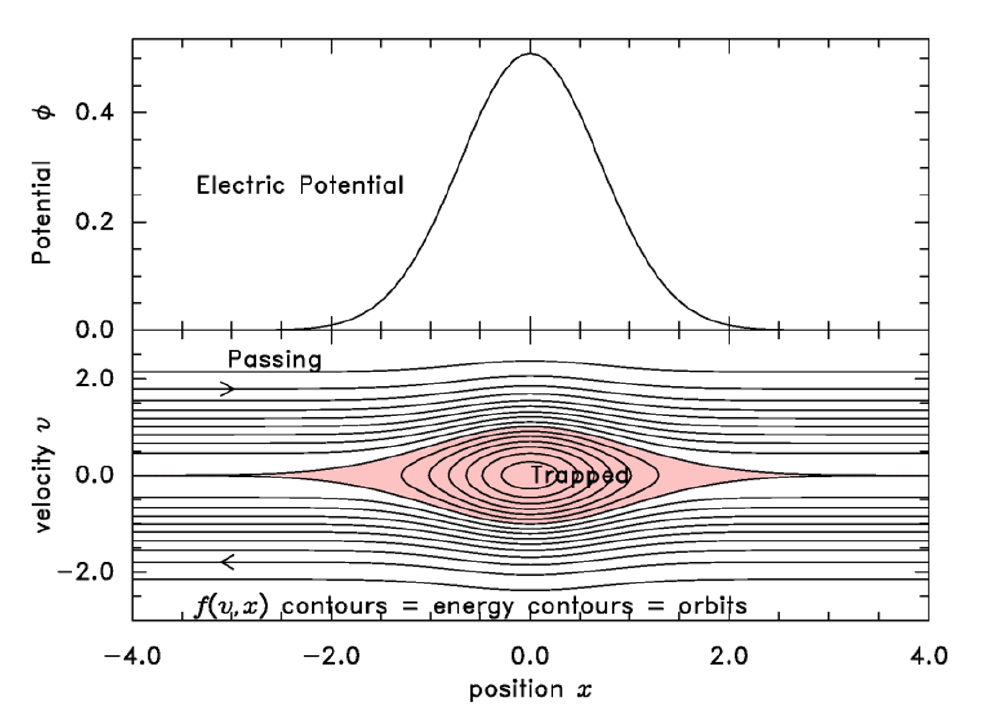 Potential ϕ
0.4
0.2
0.0
Electric Potential
velocity v
2.0
0.0
−2.0
Passing
Trapped
f(v,x) contours = energy contours = orbits
−4.0 −2.0 0.0 2.0 4.0
position x